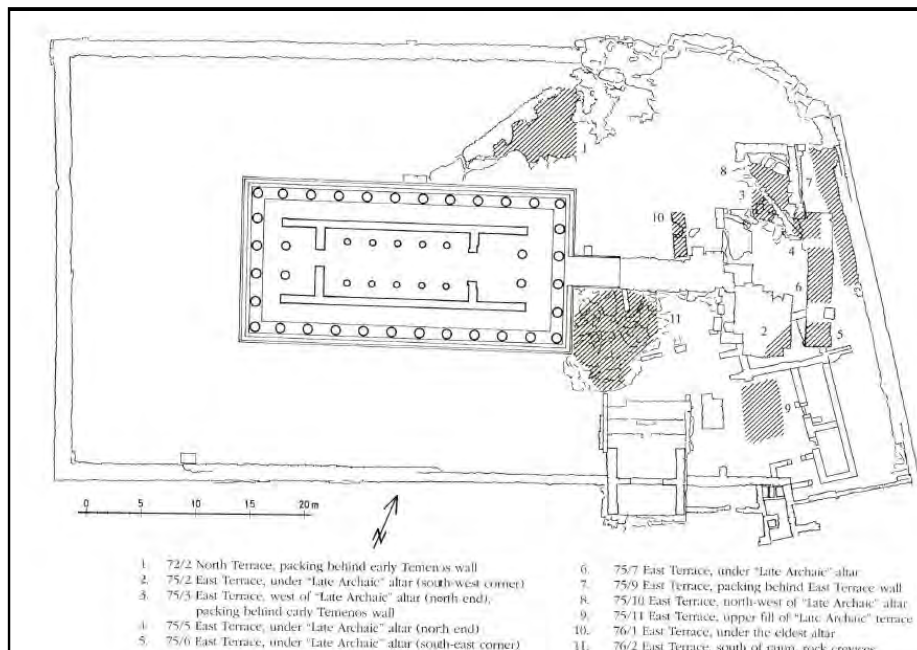 1
8
7
3
10
4
6
11
2
5
9
0 5 10 15 20 m
N
1. 72/2 North Terrace, packing behind early Temenos wall
2. 75/2 East Terrace, under "Late Archaic" altar (south-west corner)
3. 75/3 East Terrace, west of "Late Archaic" altar (north end),
packing behind early Temenos wall
4. 75/5 East Terrace, under "Late Archaic" altar (north end)
5. 75/6 East Terrace, under "Late Archaic" altar (south-east corner)
6. 75/7 East Terrace, under "Late Archaic" altar
7. 75/9 East Terrace, packing behind East Terrace wall
8. 75/10 East Terrace, north-west of "Late Archaic" altar
9. 75/11 East Terrace, upper fill of "Late Archaic" terrace
10. 76/1 East Terrace, under the eldest altar
11. 76/2 East Terrace, south of ramp, rock crevices